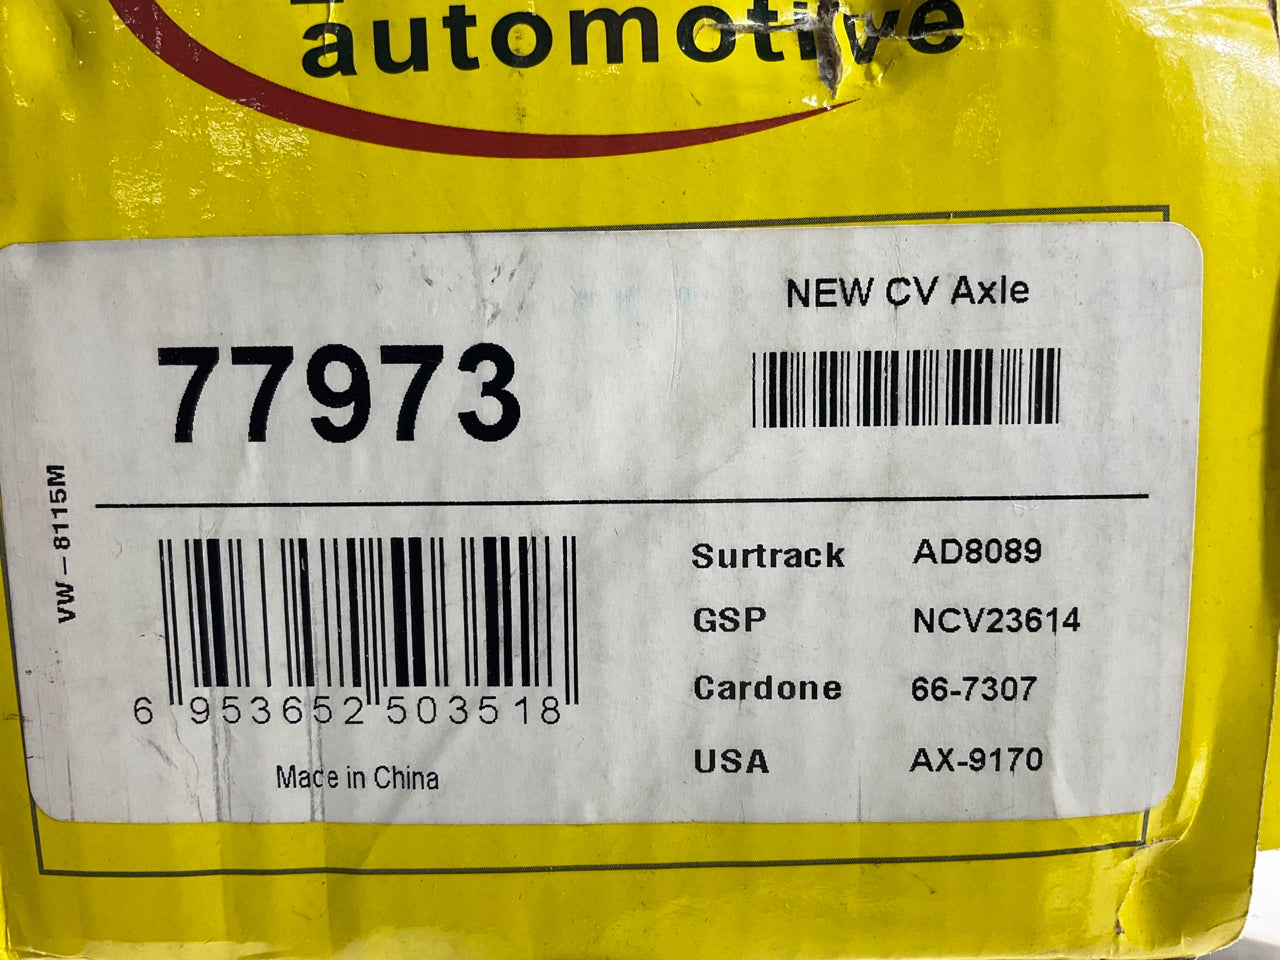 automotive
NEW CV Axle
77973
VW – 8115M
Surtrack AD8089
GSP NCV23614
Cardone 66-7307
USA AX-9170
6 953652 503518
Made in China